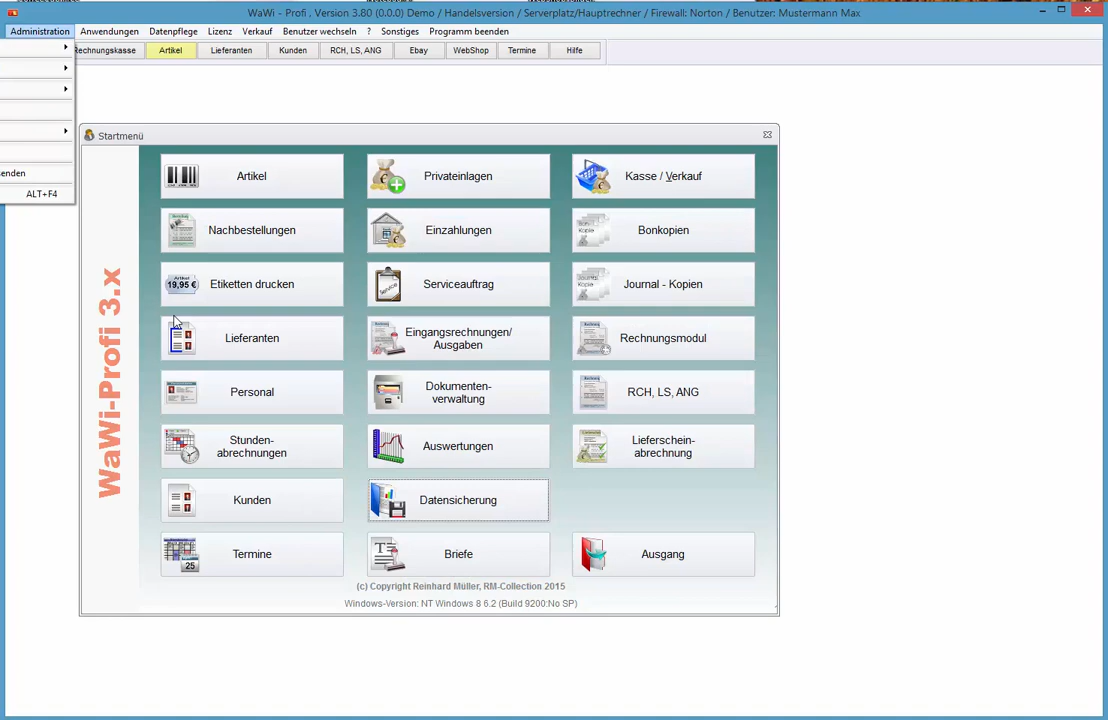 WaWi - Profi , Version 3.80 (0.0.0) Demo / Handelsversion / Serverplatz/Hauptrechner / Firewall: Norton / Benutzer: Mustermann Max
Administration Anwendungen Datenpflege Lizenz Verkauf Benutzer wechseln ? Sonstiges Programm beenden
Rechnungskasse Artikel Lieferanten Kunden RCH, LS, ANG Ebay WebShop Termine Hilfe
senden
ALT+F4
Startmenü
WaWi-Profi 3.x
Artikel
Privateinlagen
Kasse / Verkauf
Nachbestellungen
Einzahlungen
Bonkopien
Artikel
19,95 €
Etiketten drucken
Service
Serviceauftrag
Journal - Kopien
Lieferanten
Eingangsrechnungen/
Ausgaben
Rechnungsmodul
Personal
Dokumenten-
verwaltung
RCH, LS, ANG
Stunden-
abrechnungen
Auswertungen
Lieferschein-
abrechnung
Kunden
Datensicherung
25
Termine
Briefe
Ausgang
(c) Copyright Reinhard Müller, RM-Collection 2015
Windows-Version: NT Windows 8 6.2 (Build 9200:No SP)